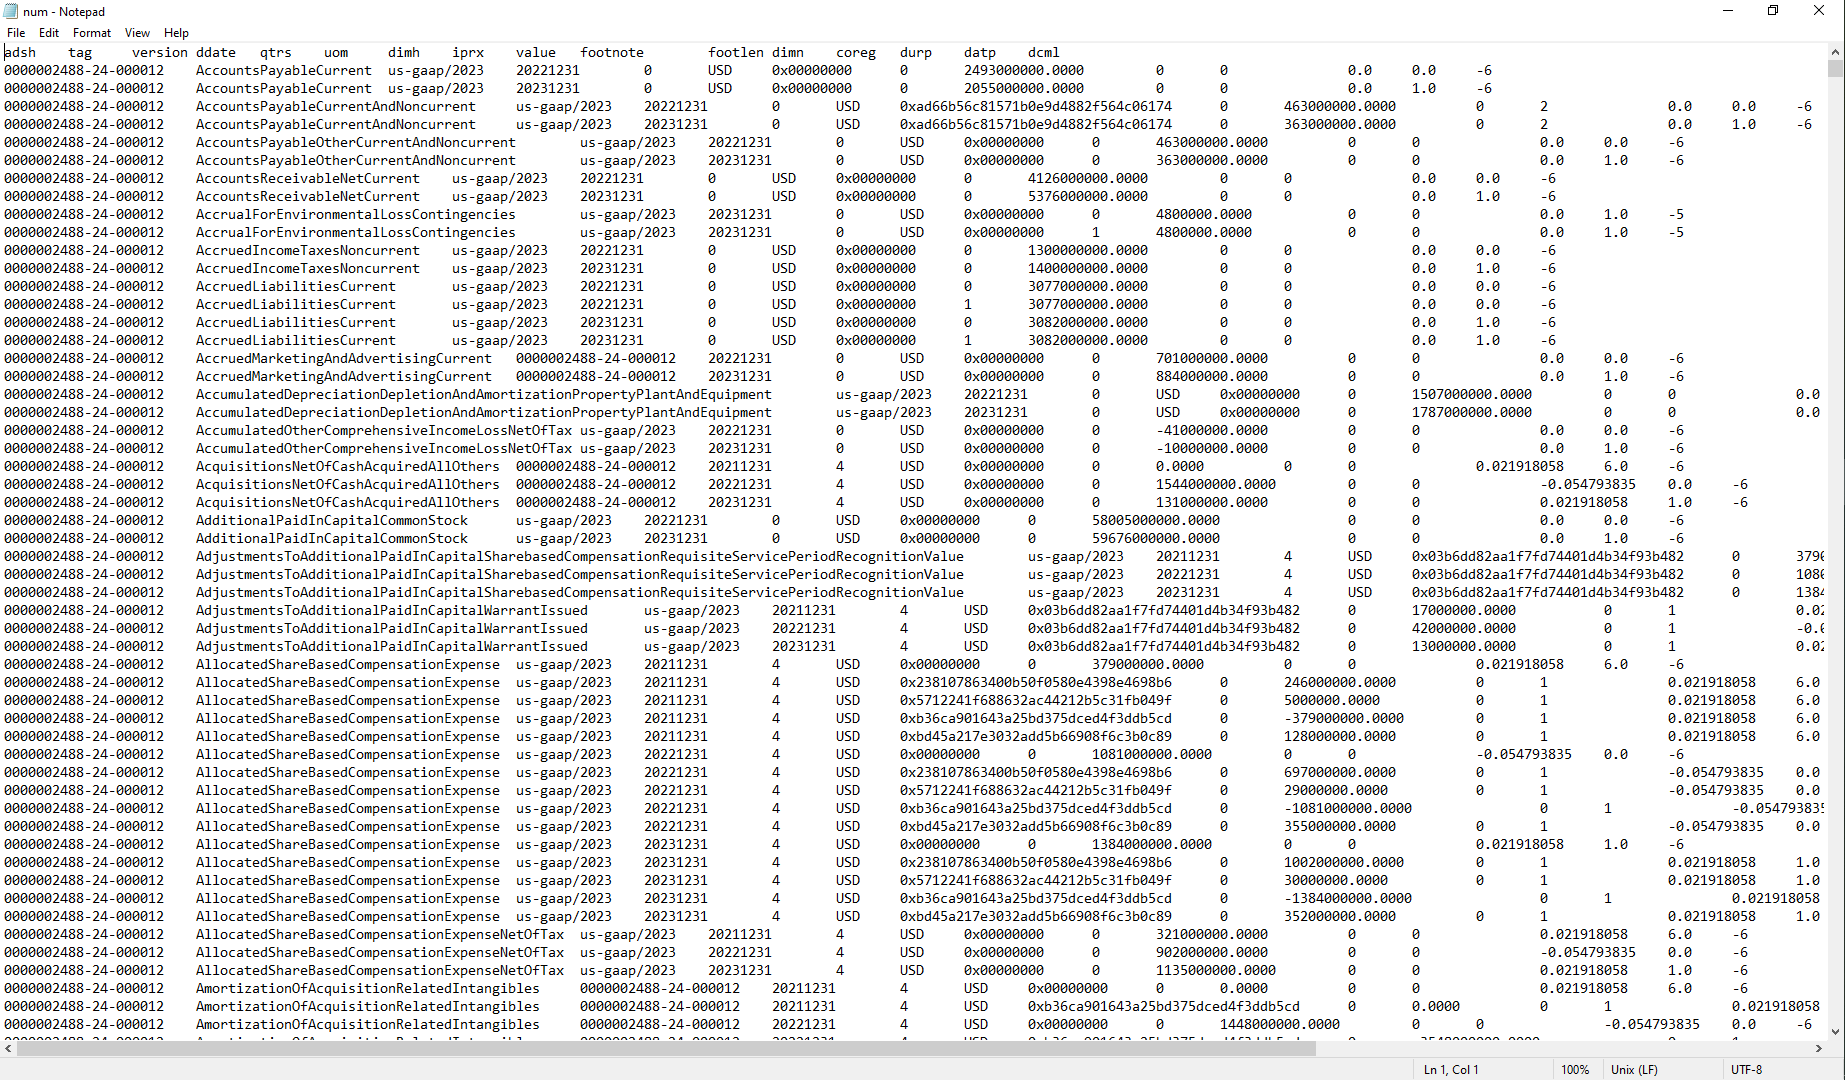 num - Notepad
File Edit Format View Help
adsh tag version ddate qtrs uom dimh iprx value footnote footlen dimn coreg durp datp dcml
0000002488-24-000012 AccountsPayableCurrent us-gaap/2023 20221231 0 USD 0x00000000 0 2493000000.0000 0 0 0.0 0.0 -6
0000002488-24-000012 AccountsPayableCurrent us-gaap/2023 20231231 0 USD 0x00000000 0 2055000000.0000 0 0 0.0 1.0 -6
0000002488-24-000012 AccountsPayableCurrentAndNoncurrent us-gaap/2023 20221231 0 USD 0xad66b56c81571b0e9d4882f564c06174 0 463000000.0000 0 2 0.0 0.0 -6
0000002488-24-000012 AccountsPayableCurrentAndNoncurrent us-gaap/2023 20231231 0 USD 0xad66b56c81571b0e9d4882f564c06174 0 363000000.0000 0 2 0.0 1.0 -6
0000002488-24-000012 AccountsPayableOtherCurrentAndNoncurrent us-gaap/2023 20221231 0 USD 0x00000000 0 463000000.0000 0 0 0.0 0.0 -6
0000002488-24-000012 AccountsPayableOtherCurrentAndNoncurrent us-gaap/2023 20231231 0 USD 0x00000000 0 363000000.0000 0 0 0.0 1.0 -6
0000002488-24-000012 AccountsReceivableNetCurrent us-gaap/2023 20221231 0 USD 0x00000000 0 4126000000.0000 0 0 0.0 0.0 -6
0000002488-24-000012 AccountsReceivableNetCurrent us-gaap/2023 20231231 0 USD 0x00000000 0 5376000000.0000 0 0 0.0 1.0 -6
0000002488-24-000012 AccrualForEnvironmentalLossContingencies us-gaap/2023 20231231 0 USD 0x00000000 0 4800000.0000 0 0 0.0 1.0 -5
0000002488-24-000012 AccrualForEnvironmentalLossContingencies us-gaap/2023 20231231 0 USD 0x00000000 1 4800000.0000 0 0 0.0 1.0 -5
0000002488-24-000012 AccruedIncomeTaxesNoncurrent us-gaap/2023 20221231 0 USD 0x00000000 0 1300000000.0000 0 0 0.0 0.0 -6
0000002488-24-000012 AccruedIncomeTaxesNoncurrent us-gaap/2023 20231231 0 USD 0x00000000 0 1400000000.0000 0 0 0.0 1.0 -6
0000002488-24-000012 AccruedLiabilitiesCurrent us-gaap/2023 20221231 0 USD 0x00000000 0 3077000000.0000 0 0 0.0 0.0 -6
0000002488-24-000012 AccruedLiabilitiesCurrent us-gaap/2023 20221231 0 USD 0x00000000 1 3077000000.0000 0 0 0.0 0.0 -6
0000002488-24-000012 AccruedLiabilitiesCurrent us-gaap/2023 20231231 0 USD 0x00000000 0 3082000000.0000 0 0 0.0 1.0 -6
0000002488-24-000012 AccruedLiabilitiesCurrent us-gaap/2023 20231231 0 USD 0x00000000 1 3082000000.0000 0 0 0.0 1.0 -6
0000002488-24-000012 AccruedMarketingAndAdvertisingCurrent 0000002488-24-000012 20221231 0 USD 0x00000000 0 701000000.0000 0 0 0.0 0.0 -6
0000002488-24-000012 AccruedMarketingAndAdvertisingCurrent 0000002488-24-000012 20231231 0 USD 0x00000000 0 884000000.0000 0 0 0.0 1.0 -6
0000002488-24-000012 AccumulatedDepreciationDepletionAndAmortizationPropertyPlantAndEquipment us-gaap/2023 20221231 0 USD 0x00000000 0 1507000000.0000 0 0 0.0
0000002488-24-000012 AccumulatedDepreciationDepletionAndAmortizationPropertyPlantAndEquipment us-gaap/2023 20231231 0 USD 0x00000000 0 1787000000.0000 0 0 0.0
0000002488-24-000012 AccumulatedOtherComprehensiveIncomeLossNetOfTax us-gaap/2023 20221231 0 USD 0x00000000 0 -41000000.0000 0 0 0.0 0.0 -6
0000002488-24-000012 AccumulatedOtherComprehensiveIncomeLossNetOfTax us-gaap/2023 20231231 0 USD 0x00000000 0 -10000000.0000 0 0 0.0 1.0 -6
0000002488-24-000012 AcquisitionsNetOfCashAcquiredAllOthers 0000002488-24-000012 20211231 4 USD 0x00000000 0 0.0000 0 0 0.021918058 6.0 -6
0000002488-24-000012 AcquisitionsNetOfCashAcquiredAllOthers 0000002488-24-000012 20221231 4 USD 0x00000000 0 1544000000.0000 0 0 -0.054793835 0.0 -6
0000002488-24-000012 AcquisitionsNetOfCashAcquiredAllOthers 0000002488-24-000012 20231231 4 USD 0x00000000 0 131000000.0000 0 0 0.021918058 1.0 -6
0000002488-24-000012 AdditionalPaidInCapitalCommonStock us-gaap/2023 20221231 0 USD 0x00000000 0 58005000000.0000 0 0 0.0 0.0 -6
0000002488-24-000012 AdditionalPaidInCapitalCommonStock us-gaap/2023 20231231 0 USD 0x00000000 0 59676000000.0000 0 0 0.0 1.0 -6
0000002488-24-000012 AdjustmentsToAdditionalPaidInCapitalSharebasedCompensationRequisiteServicePeriodRecognitionValue us-gaap/2023 20211231 4 USD 0x03b6dd82aa1f7fd74401d4b34f93b482 0 3790
0000002488-24-000012 AdjustmentsToAdditionalPaidInCapitalSharebasedCompensationRequisiteServicePeriodRecognitionValue us-gaap/2023 20221231 4 USD 0x03b6dd82aa1f7fd74401d4b34f93b482 0 1080
0000002488-24-000012 AdjustmentsToAdditionalPaidInCapitalSharebasedCompensationRequisiteServicePeriodRecognitionValue us-gaap/2023 20231231 4 USD 0x03b6dd82aa1f7fd74401d4b34f93b482 0 1384
0000002488-24-000012 AdjustmentsToAdditionalPaidInCapitalWarrantIssued us-gaap/2023 20211231 4 USD 0x03b6dd82aa1f7fd74401d4b34f93b482 0 17000000.0000 0 1 0.02
0000002488-24-000012 AdjustmentsToAdditionalPaidInCapitalWarrantIssued us-gaap/2023 20221231 4 USD 0x03b6dd82aa1f7fd74401d4b34f93b482 0 42000000.0000 0 1 -0.0
0000002488-24-000012 AdjustmentsToAdditionalPaidInCapitalWarrantIssued us-gaap/2023 20231231 4 USD 0x03b6dd82aa1f7fd74401d4b34f93b482 0 13000000.0000 0 1 0.02
0000002488-24-000012 AllocatedShareBasedCompensationExpense us-gaap/2023 20211231 4 USD 0x00000000 0 379000000.0000 0 0 0.021918058 6.0 -6
0000002488-24-000012 AllocatedShareBasedCompensationExpense us-gaap/2023 20211231 4 USD 0x238107863400b50f0580e4398e4698b6 0 246000000.0000 0 1 0.021918058 6.0
0000002488-24-000012 AllocatedShareBasedCompensationExpense us-gaap/2023 20211231 4 USD 0x5712241f688632ac44212b5c31fb049f 0 5000000.0000 0 1 0.021918058 6.0
0000002488-24-000012 AllocatedShareBasedCompensationExpense us-gaap/2023 20211231 4 USD 0xb36ca901643a25bd375dced4f3ddb5cd 0 -379000000.0000 0 1 0.021918058 6.0
0000002488-24-000012 AllocatedShareBasedCompensationExpense us-gaap/2023 20211231 4 USD 0xbd45a217e3032add5b66908f6c3b0c89 0 128000000.0000 0 1 0.021918058 6.0
0000002488-24-000012 AllocatedShareBasedCompensationExpense us-gaap/2023 20221231 4 USD 0x00000000 0 1081000000.0000 0 0 -0.054793835 0.0 -6
0000002488-24-000012 AllocatedShareBasedCompensationExpense us-gaap/2023 20221231 4 USD 0x238107863400b50f0580e4398e4698b6 0 697000000.0000 0 1 -0.054793835 0.0
0000002488-24-000012 AllocatedShareBasedCompensationExpense us-gaap/2023 20221231 4 USD 0x5712241f688632ac44212b5c31fb049f 0 29000000.0000 0 1 -0.054793835 0.0
0000002488-24-000012 AllocatedShareBasedCompensationExpense us-gaap/2023 20221231 4 USD 0xb36ca901643a25bd375dced4f3ddb5cd 0 -1081000000.0000 0 1 -0.054793835
0000002488-24-000012 AllocatedShareBasedCompensationExpense us-gaap/2023 20221231 4 USD 0xbd45a217e3032add5b66908f6c3b0c89 0 355000000.0000 0 1 -0.054793835 0.0
0000002488-24-000012 AllocatedShareBasedCompensationExpense us-gaap/2023 20231231 4 USD 0x00000000 0 1384000000.0000 0 0 0.021918058 1.0 -6
0000002488-24-000012 AllocatedShareBasedCompensationExpense us-gaap/2023 20231231 4 USD 0x238107863400b50f0580e4398e4698b6 0 1002000000.0000 0 1 0.021918058 1.0
0000002488-24-000012 AllocatedShareBasedCompensationExpense us-gaap/2023 20231231 4 USD 0x5712241f688632ac44212b5c31fb049f 0 30000000.0000 0 1 0.021918058 1.0
0000002488-24-000012 AllocatedShareBasedCompensationExpense us-gaap/2023 20231231 4 USD 0xb36ca901643a25bd375dced4f3ddb5cd 0 -1384000000.0000 0 1 0.021918058
0000002488-24-000012 AllocatedShareBasedCompensationExpense us-gaap/2023 20231231 4 USD 0xbd45a217e3032add5b66908f6c3b0c89 0 352000000.0000 0 1 0.021918058 1.0
0000002488-24-000012 AllocatedShareBasedCompensationExpenseNetOfTax us-gaap/2023 20211231 4 USD 0x00000000 0 321000000.0000 0 0 0.021918058 6.0 -6
0000002488-24-000012 AllocatedShareBasedCompensationExpenseNetOfTax us-gaap/2023 20221231 4 USD 0x00000000 0 902000000.0000 0 0 -0.054793835 0.0 -6
0000002488-24-000012 AllocatedShareBasedCompensationExpenseNetOfTax us-gaap/2023 20231231 4 USD 0x00000000 0 1135000000.0000 0 0 0.021918058 1.0 -6
0000002488-24-000012 AmortizationOfAcquisitionRelatedIntangibles 0000002488-24-000012 20211231 4 USD 0x00000000 0 0.0000 0 0 0.021918058 6.0 -6
0000002488-24-000012 AmortizationOfAcquisitionRelatedIntangibles 0000002488-24-000012 20211231 4 USD 0xb36ca901643a25bd375dced4f3ddb5cd 0 0.0000 0 1 0.021918058
0000002488-24-000012 AmortizationOfAcquisitionRelatedIntangibles 0000002488-24-000012 20221231 4 USD 0x00000000 0 1448000000.0000 0 0 -0.054793835 0.0 -6
Ln 1, Col 1 100% Unix (LF) UTF-8